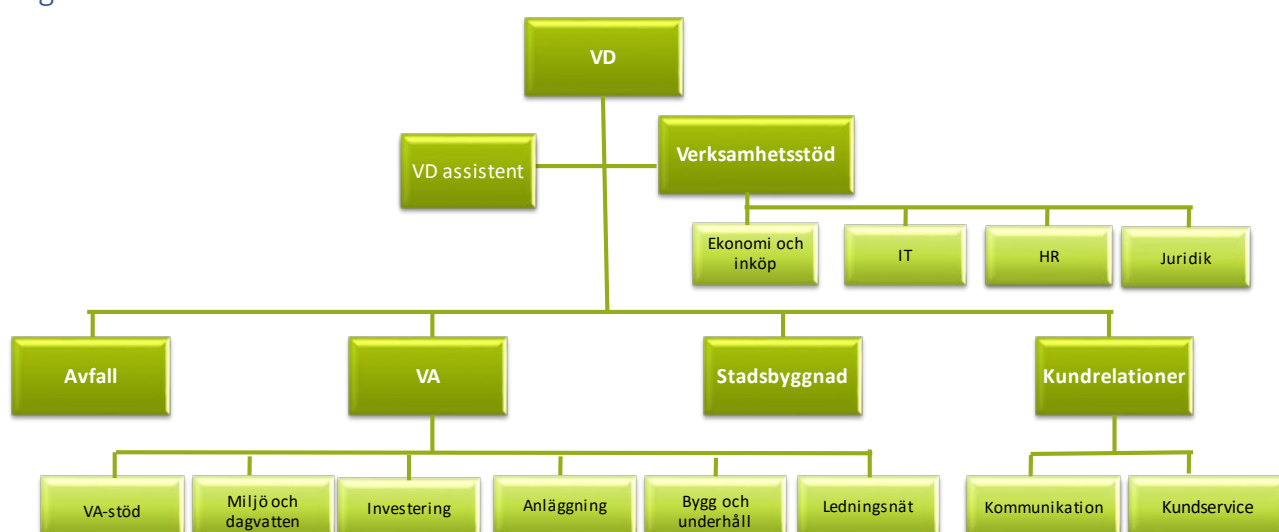 VD
VD assistent
Verksamhetsstöd
Ekonomi och
inköp
IT
HR
Juridik
Avfall
VA
Stadsbyggnad
Kundrelationer
VA-stöd
Miljö och
dagvatten
Investering
Anläggning
Bygg och
underhåll
Ledningsnät
Kommunikation
Kundservice